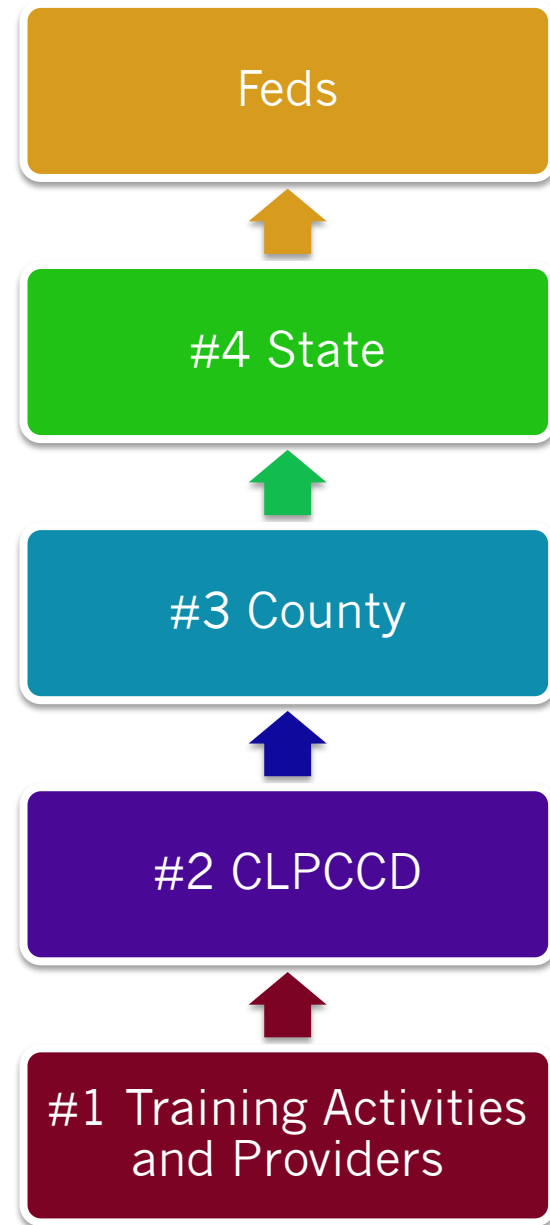 Feds
#4 State
#3 County
#2 CLPCCD
#1 Training Activities
and Providers